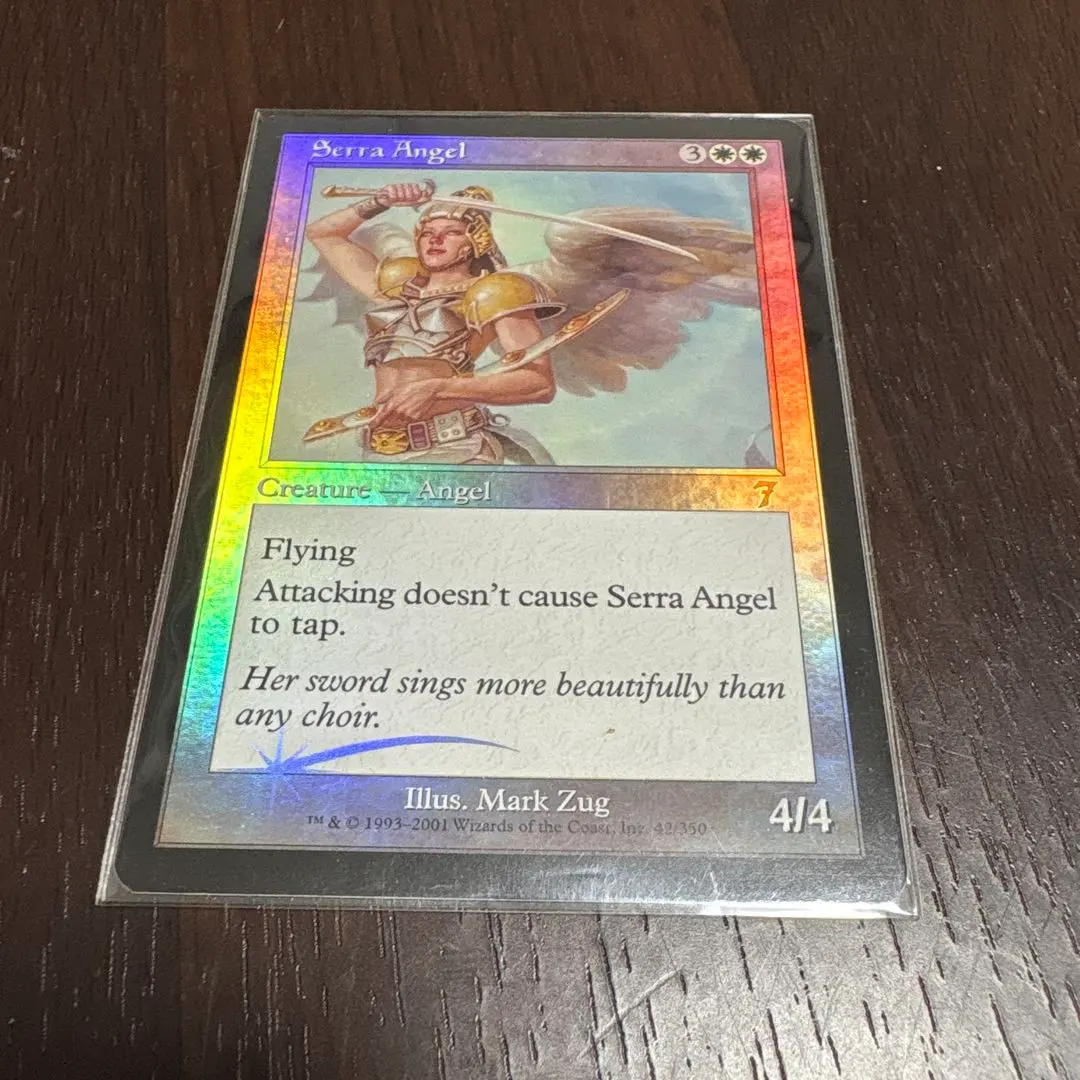 Serra Angel 3
Creature — Angel 7
Flying
Attacking doesn't cause Serra Angel
to tap.
Her sword sings more beautifully than
any choir.
Illus. Mark Zug
™ & © 1993–2001 Wizards of the Coast, Inc. 42/350
4/4